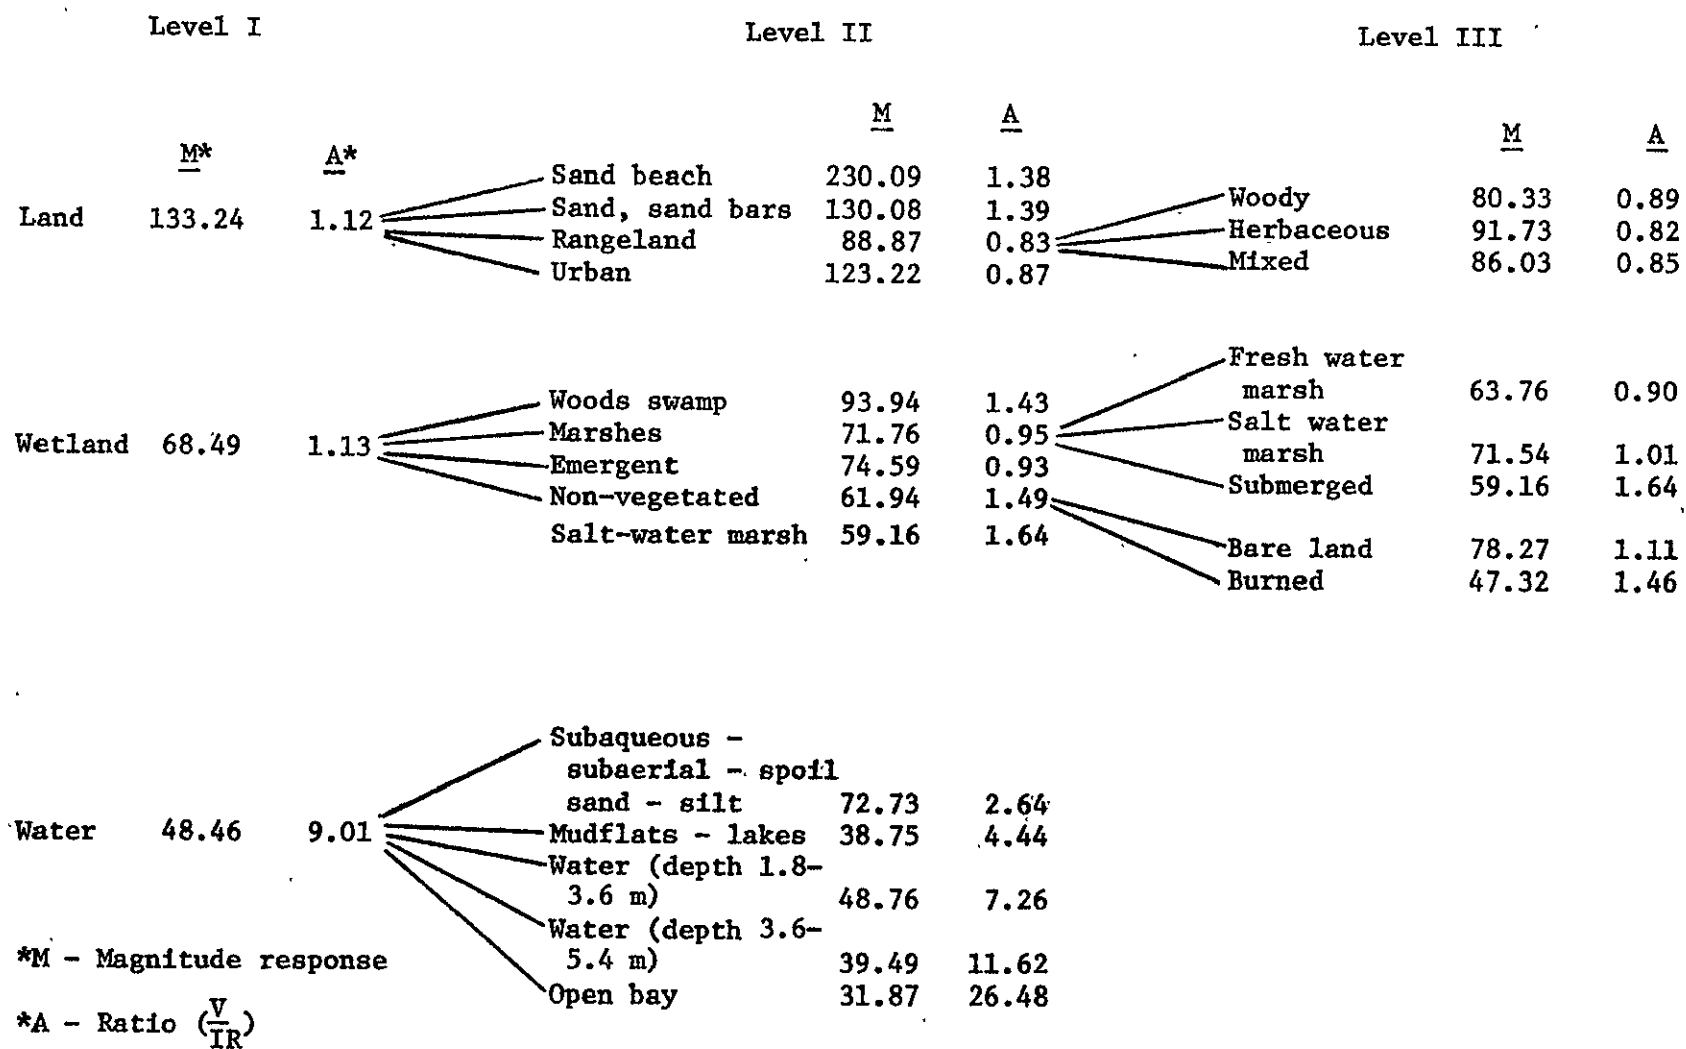 Level I Level II Level III
M A
M* A* M A
Sand beach 230.09 1.38
Land 133.24 1.12 Sand, sand bars 130.08 1.39 Woody 80.33 0.89
Rangeland 88.87 0.83 Herbaceous 91.73 0.82
Urban 123.22 0.87 Mixed 86.03 0.85
Fresh water
Woods swamp 93.94 1.43 marsh 63.76 0.90
Wetland 68.49 1.13 Marshes 71.76 0.95 Salt water
Emergent 74.59 0.93 marsh 71.54 1.01
Non-vegetated 61.94 1.49 Submerged 59.16 1.64
Salt-water marsh 59.16 1.64
Bare land 78.27 1.11
Burned 47.32 1.46
Subaqueous -
subaerial - spoil
sand - silt 72.73 2.64
Water 48.46 9.01 Mudflats - lakes 38.75 4.44
Water (depth 1.8-
3.6 m) 48.76 7.26
Water (depth 3.6-
5.4 m) 39.49 11.62
Open bay 31.87 26.48
*M - Magnitude response
*A - Ratio (V/IR)